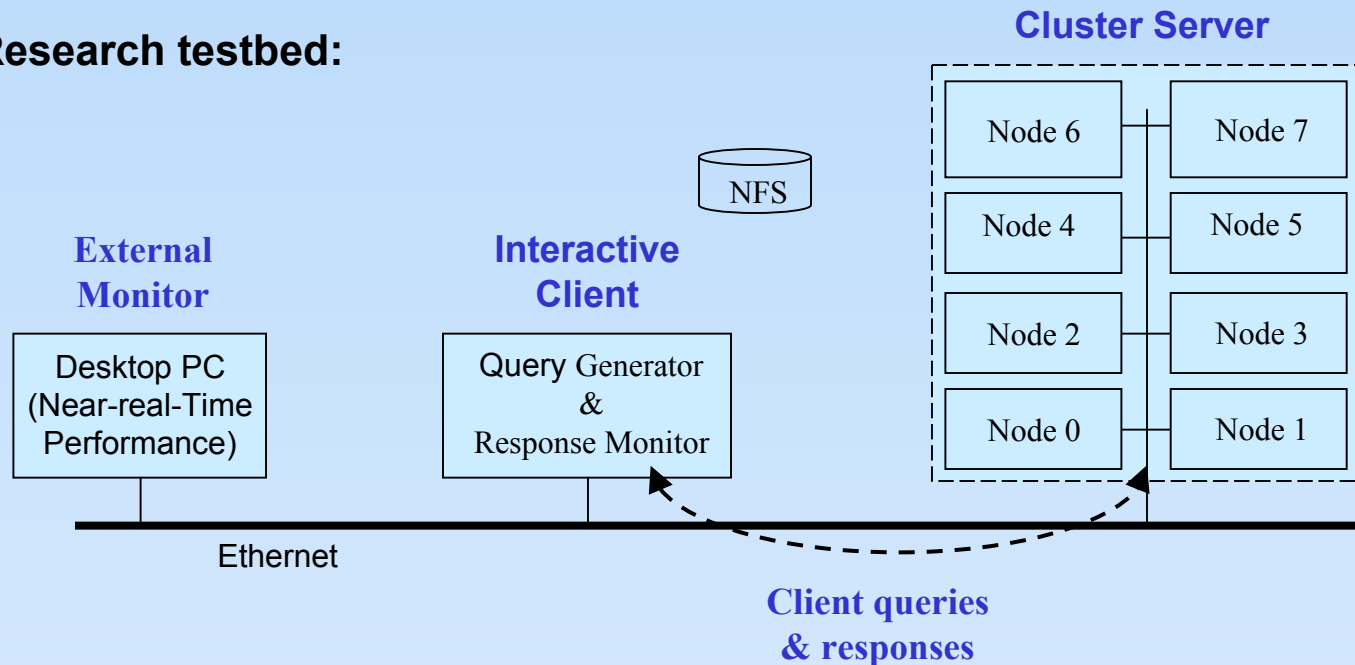 Research testbed:
Cluster Server
Node 6
Node 7
NFS
Node 4
Node 5
External
Monitor
Interactive
Client
Node 2
Node 3
Desktop PC
(Near-real-Time
Performance)
Query Generator
&
Response Monitor
Node 0
Node 1
Ethernet
Client queries
& responses